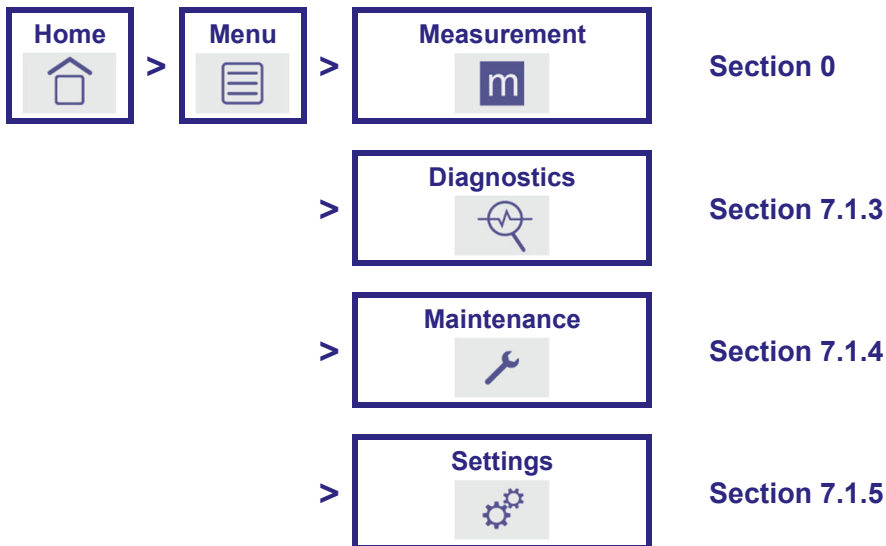 Home > Menu > Measurement Section 0
m
> Diagnostics Section 7.1.3
> Maintenance Section 7.1.4
> Settings Section 7.1.5